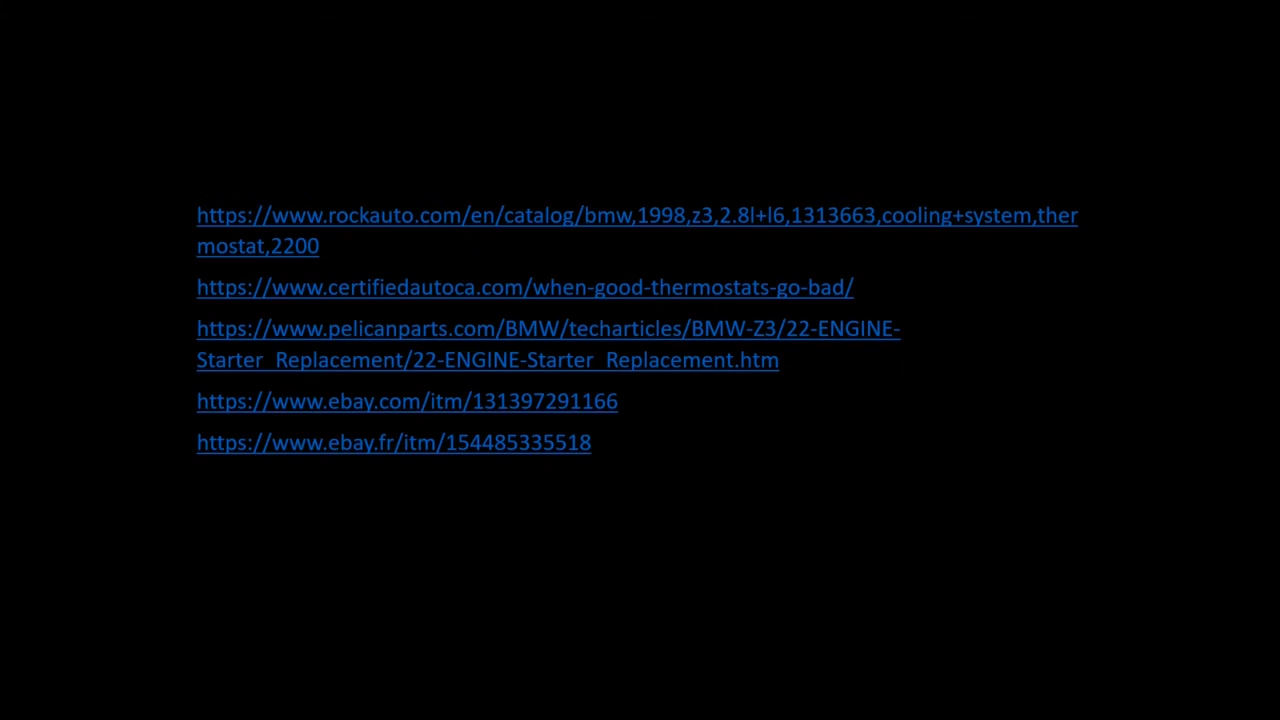 https://www.rockauto.com/en/catalog/bmw,1998,z3,2.8l+l6,1313663,cooling+system,ther
mostat,2200
https://www.certifiedautoca.com/when-good-thermostats-go-bad/
https://www.pelicanparts.com/BMW/techarticles/BMW-Z3/22-ENGINE-
Starter_Replacement/22-ENGINE-Starter_Replacement.htm
https://www.ebay.com/itm/131397291166
https://www.ebay.fr/itm/154485335518